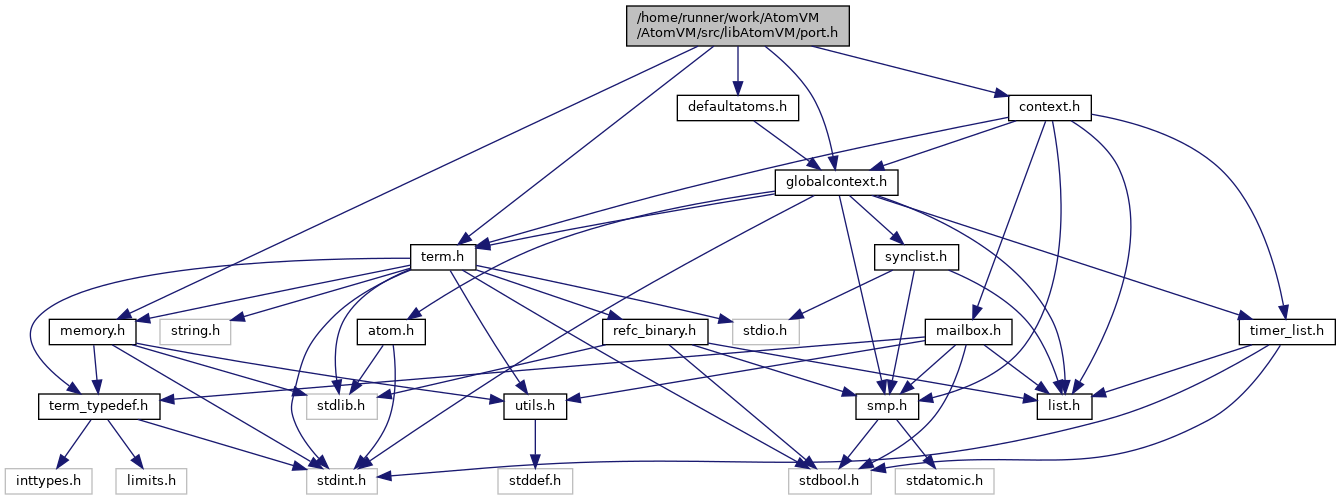 /home/runner/work/AtomVM
/AtomVM/src/libAtomVM/port.h
defaultatoms.h
context.h
globalcontext.h
term.h
synclist.h
memory.h
string.h
atom.h
refc_binary.h
stdio.h
mailbox.h
timer_list.h
term_typedef.h
stdlib.h
utils.h
smp.h
list.h
inttypes.h
limits.h
stdint.h
stddef.h
stdbool.h
stdatomic.h